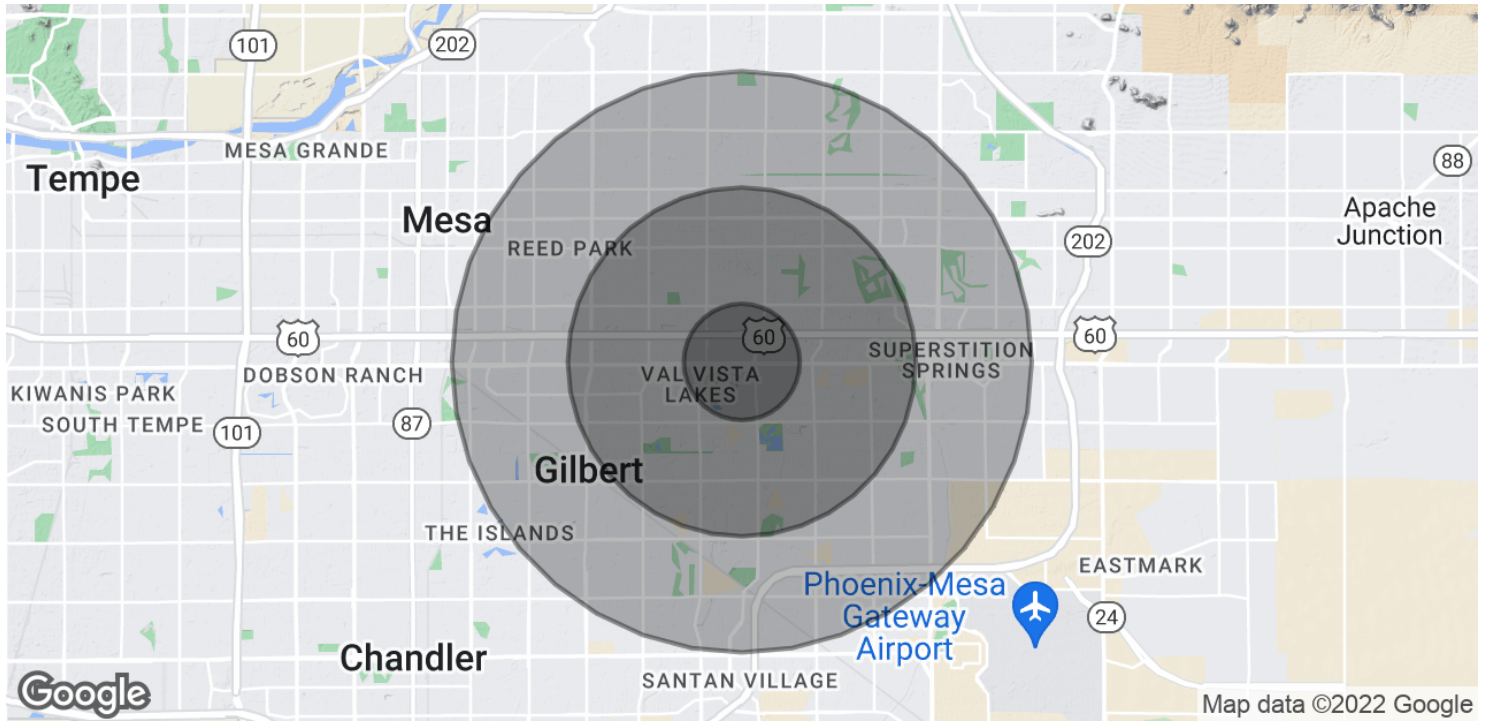 101
202
MESA GRANDE
Tempe
88
Mesa
Apache
Junction
REED PARK
202
60
60
60
SUPERSTITION
SPRINGS
DOBSON RANCH
VAL VISTA
LAKES
KIWANIS PARK
SOUTH TEMPE
101
87
Gilbert
THE ISLANDS
EASTMARK
Phoenix-Mesa
Gateway
Airport
24
Chandler
SANTAN VILLAGE
Google
Map data ©2022 Google